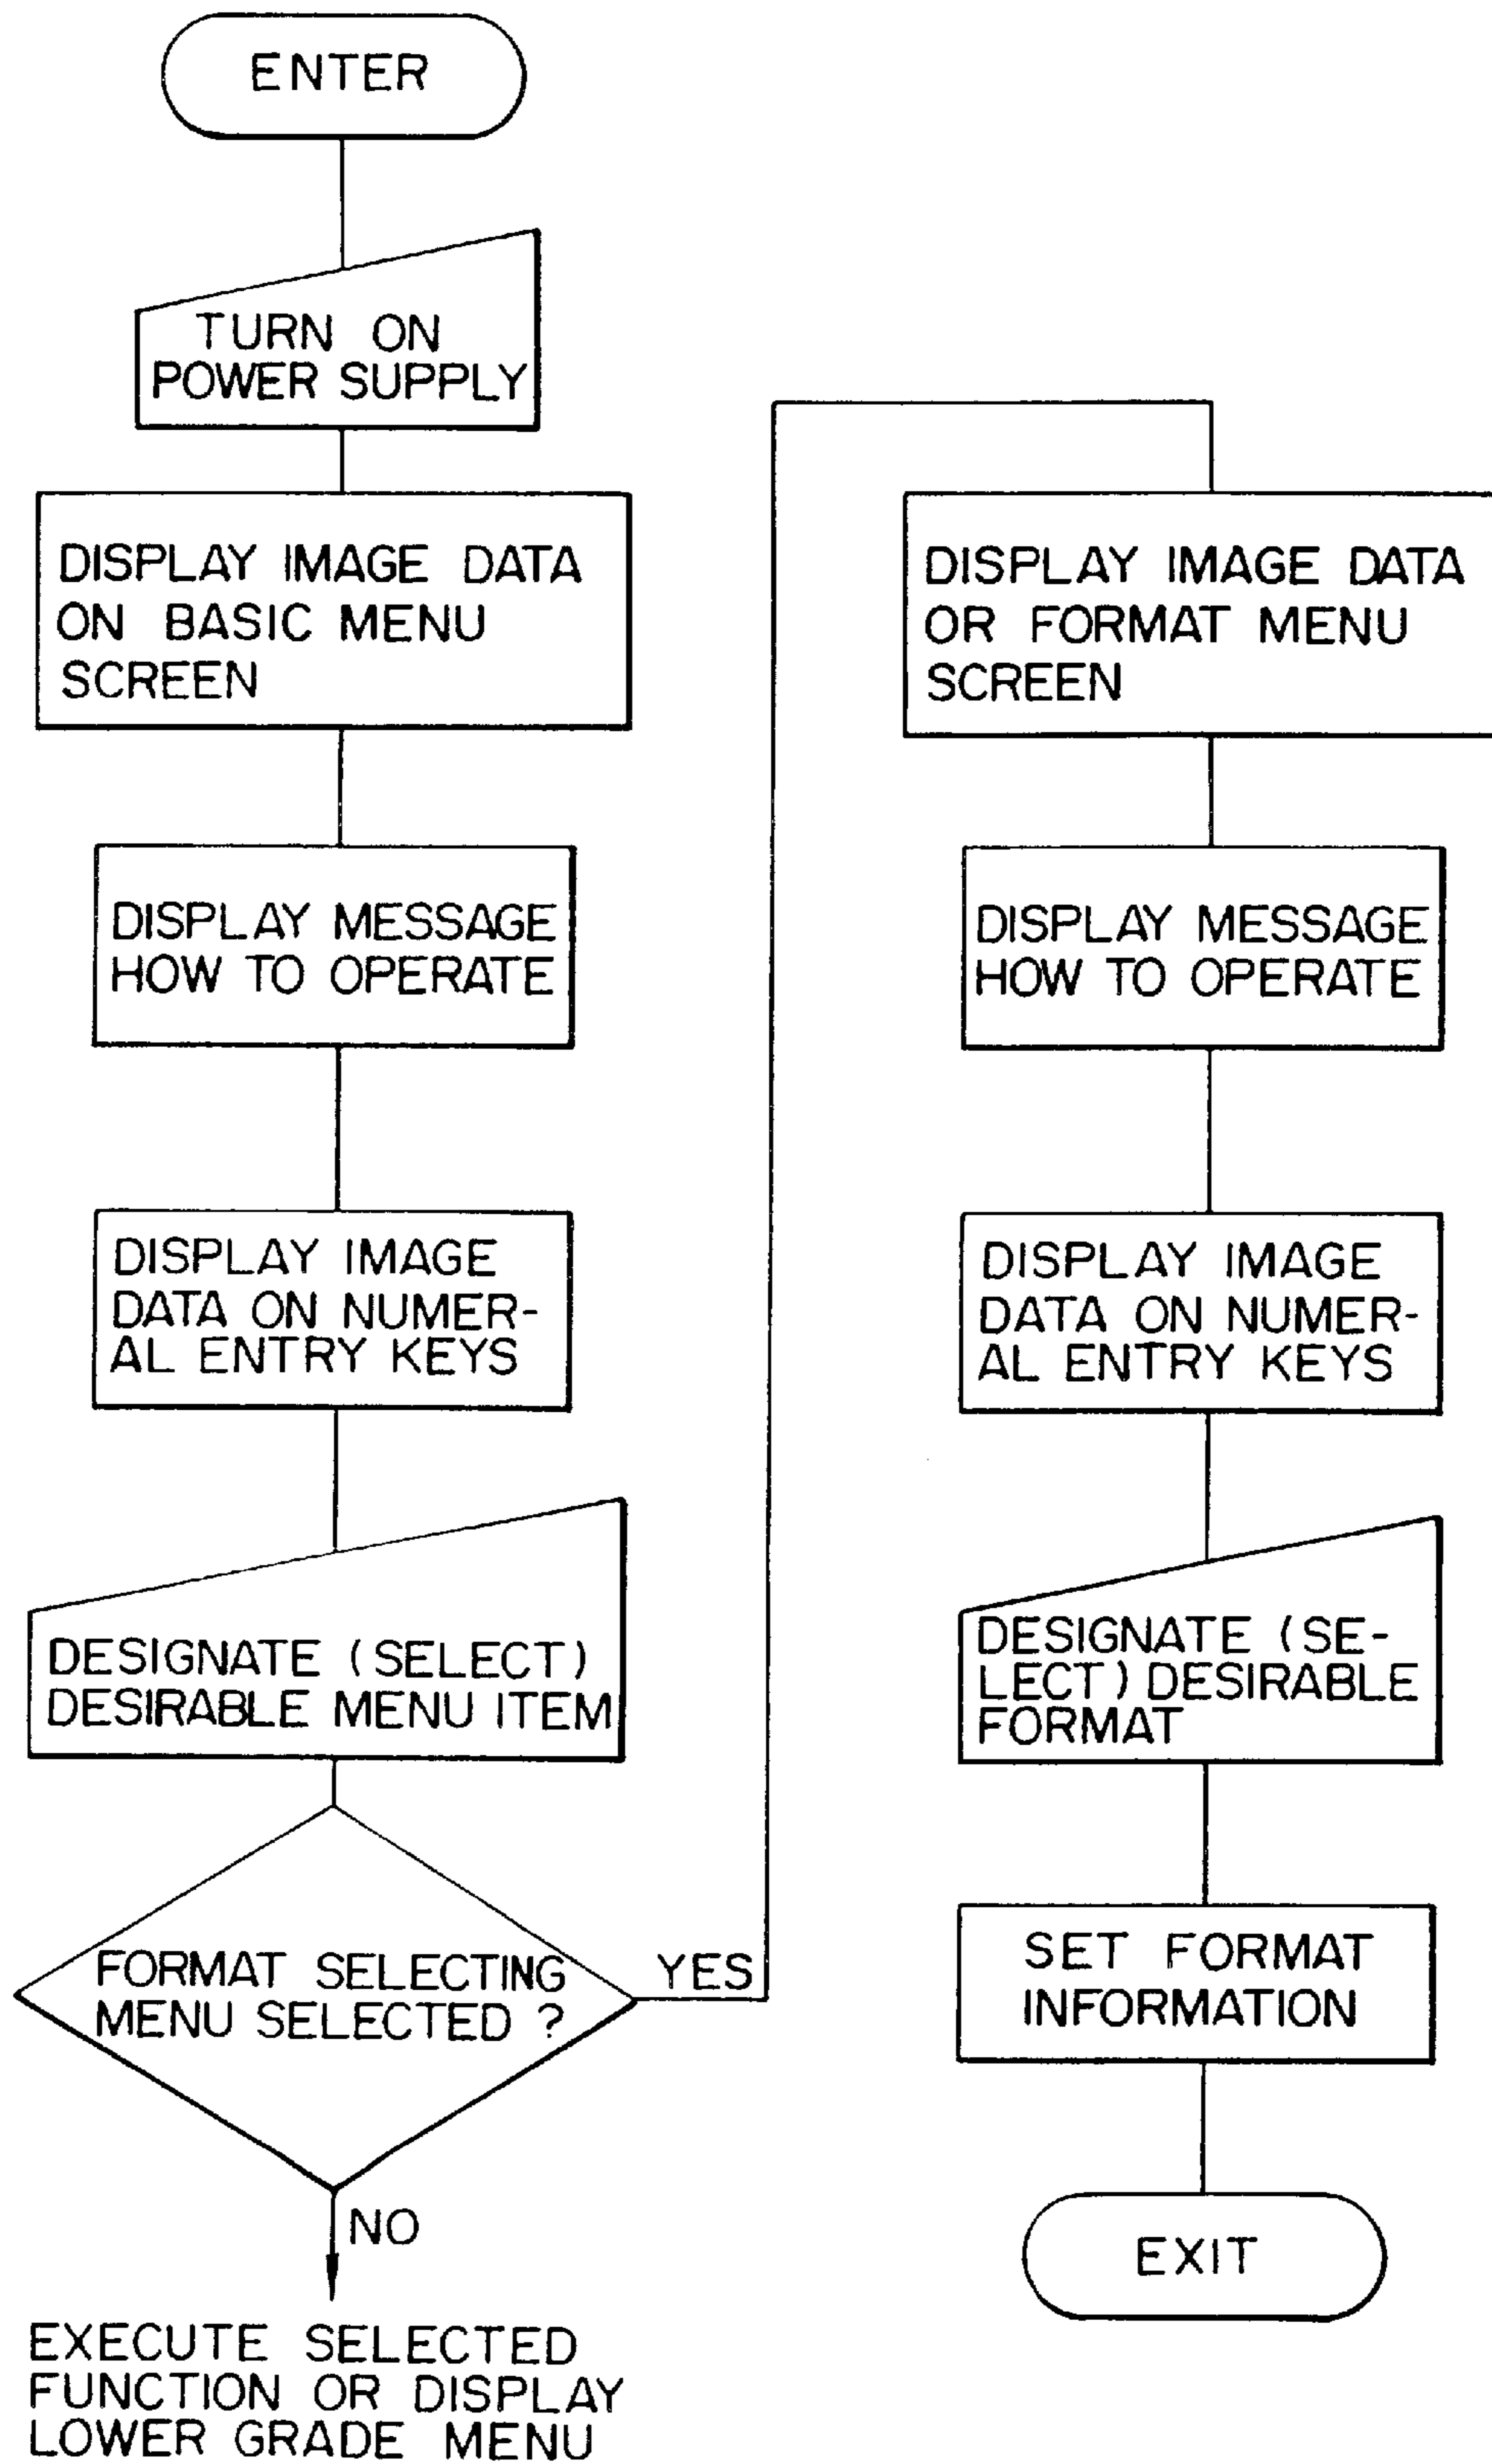 ENTER
TURN ON
POWER SUPPLY
DISPLAY IMAGE DATA
ON BASIC MENU
SCREEN
DISPLAY MESSAGE
HOW TO OPERATE
DISPLAY IMAGE
DATA ON NUMER-
AL ENTRY KEYS
DESIGNATE (SELECT)
DESIRABLE MENU ITEM
FORMAT SELECTING
MENU SELECTED ?
YES
NO
EXECUTE SELECTED
FUNCTION OR DISPLAY
LOWER GRADE MENU
DISPLAY IMAGE DATA
OR FORMAT MENU
SCREEN
DISPLAY MESSAGE
HOW TO OPERATE
DISPLAY IMAGE
DATA ON NUMER-
AL ENTRY KEYS
DESIGNATE (SE-
LECT) DESIRABLE
FORMAT
SET FORMAT
INFORMATION
EXIT